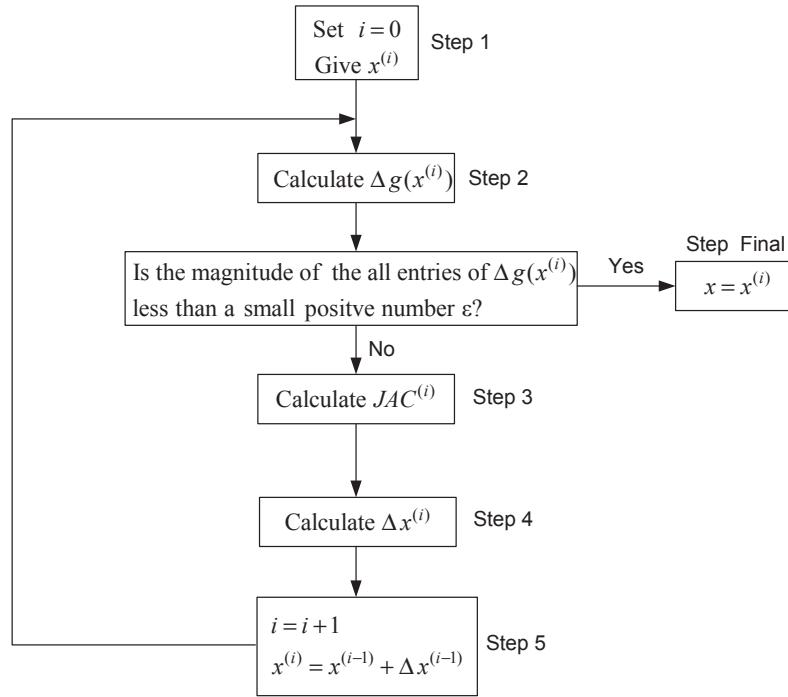 Set i = 0
Give x^(i)
Step 1
Calculate Δg(x^(i))
Step 2
Is the magnitude of the all entries of Δg(x^(i))
less than a small positve number ε?
Yes
Step Final
x = x^(i)
No
Calculate JAC^(i)
Step 3
Calculate Δx^(i)
Step 4
i = i + 1
x^(i) = x^(i−1) + Δx^(i−1)
Step 5